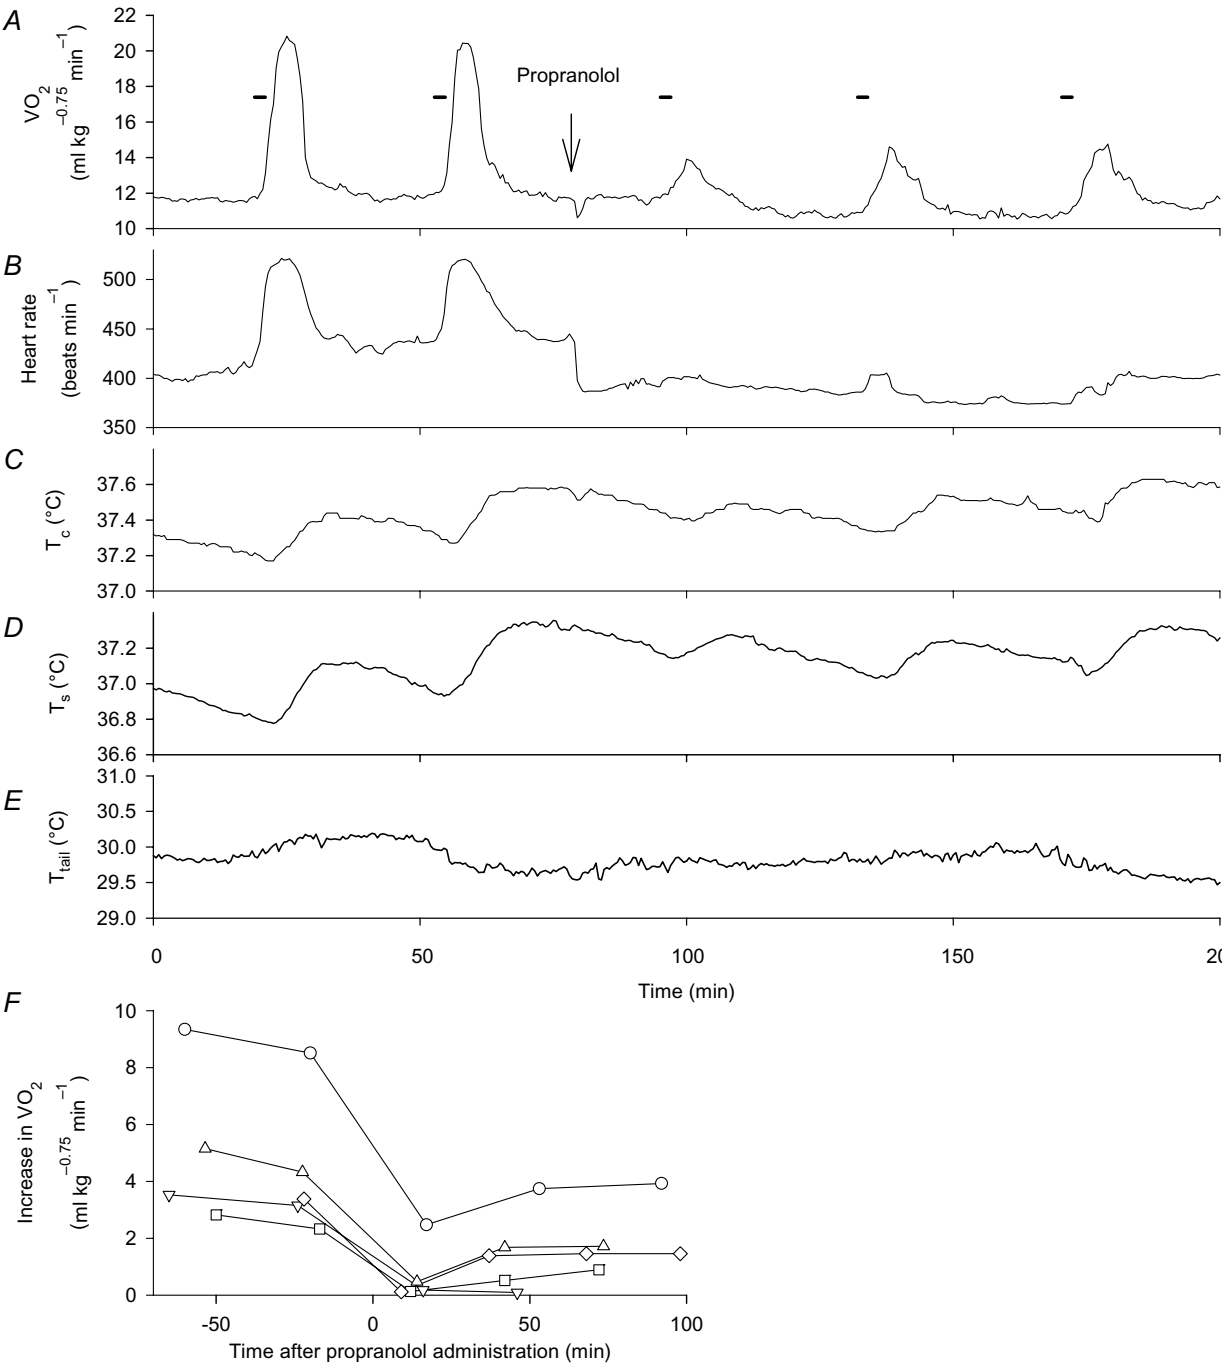 A
VO2
(ml kg−0.75 min−1)
22
20
18
16
14
12
10
Propranolol
B
Heart rate
(beats min−1)
500
450
400
350
C
Tc (°C)
37.6
37.4
37.2
37.0
D
Ts (°C)
37.2
37.0
36.8
36.6
E
Ttail (°C)
31.0
30.5
30.0
29.5
29.0
0 50 100 150 20
Time (min)
F
Increase in VO2
(ml kg−0.75 min−1)
10
8
6
4
2
0
-50 0 50 100
Time after propranolol administration (min)